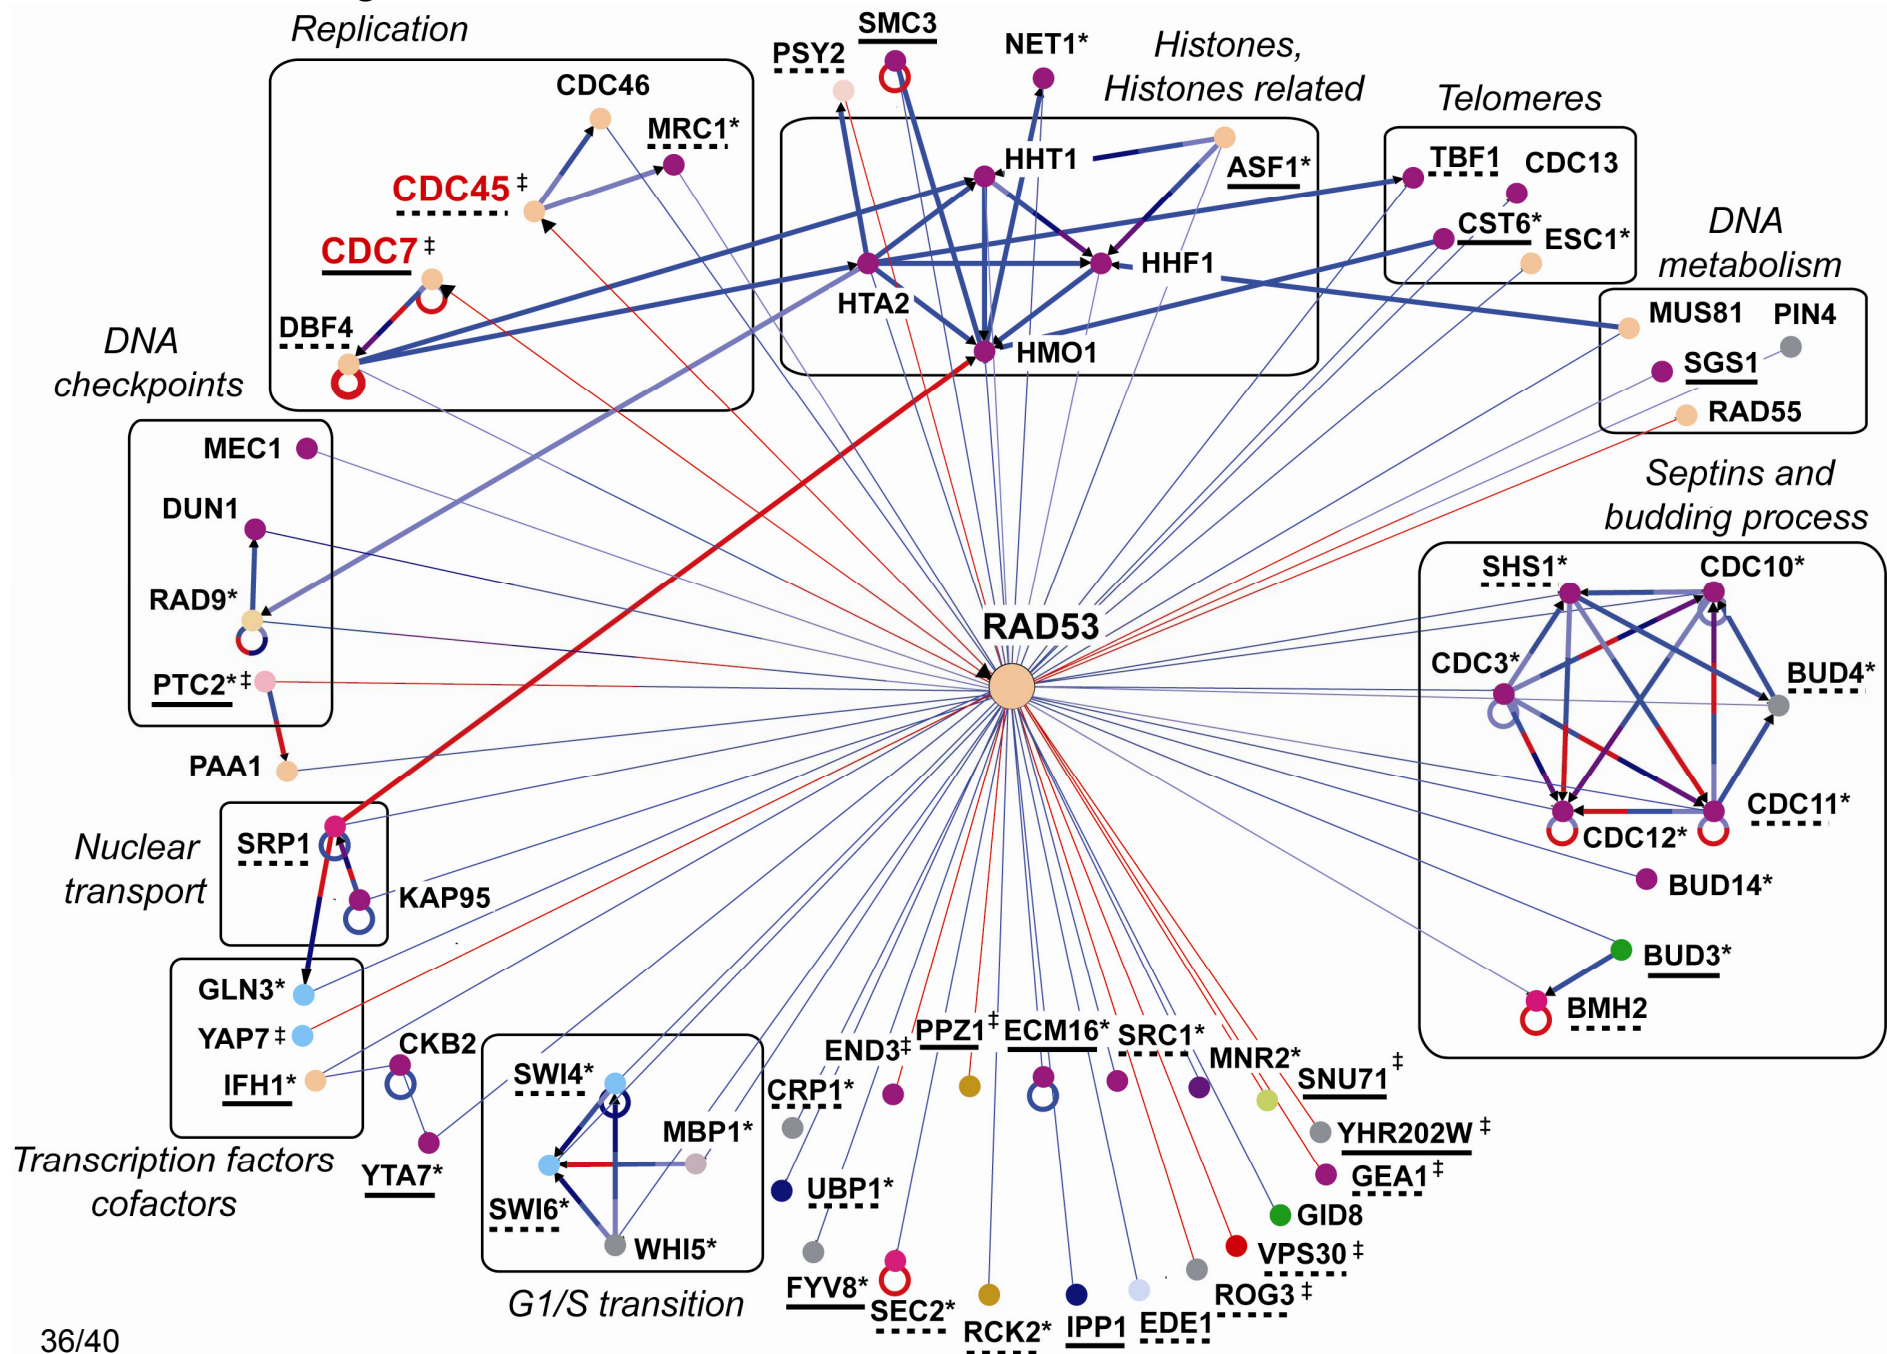 Replication
SMC3
PSY2
NET1*
Histones,
Histones related
Telomeres
CDC46
MRC1*
CDC45 ‡
CDC7 ‡
DBF4
HHT1
ASF1*
HHF1
HTA2
HMO1
TBF1
CDC13
CST6*
ESC1*
DNA
metabolism
MUS81
PIN4
SGS1
RAD55
DNA
checkpoints
MEC1
DUN1
RAD9*
PTC2*‡
PAA1
RAD53
Septins and
budding process
SHS1*
CDC10*
CDC3*
BUD4*
CDC11*
CDC12*
BUD14*
BUD3*
BMH2
Nuclear
transport
SRP1
KAP95
GLN3*
YAP7 ‡
IFH1*
CKB2
YTA7*
Transcription factors
cofactors
SWI4*
MBP1*
SWI6*
WHI5*
G1/S transition
CRP1*
END3‡
PPZ1‡
ECM16*
SRC1*
MNR2*
SNU71‡
YHR202W ‡
GEA1‡
GID8
VPS30 ‡
ROG3 ‡
EDE1
IPP1
RCK2*
SEC2*
FYV8*
UBP1*
36/40